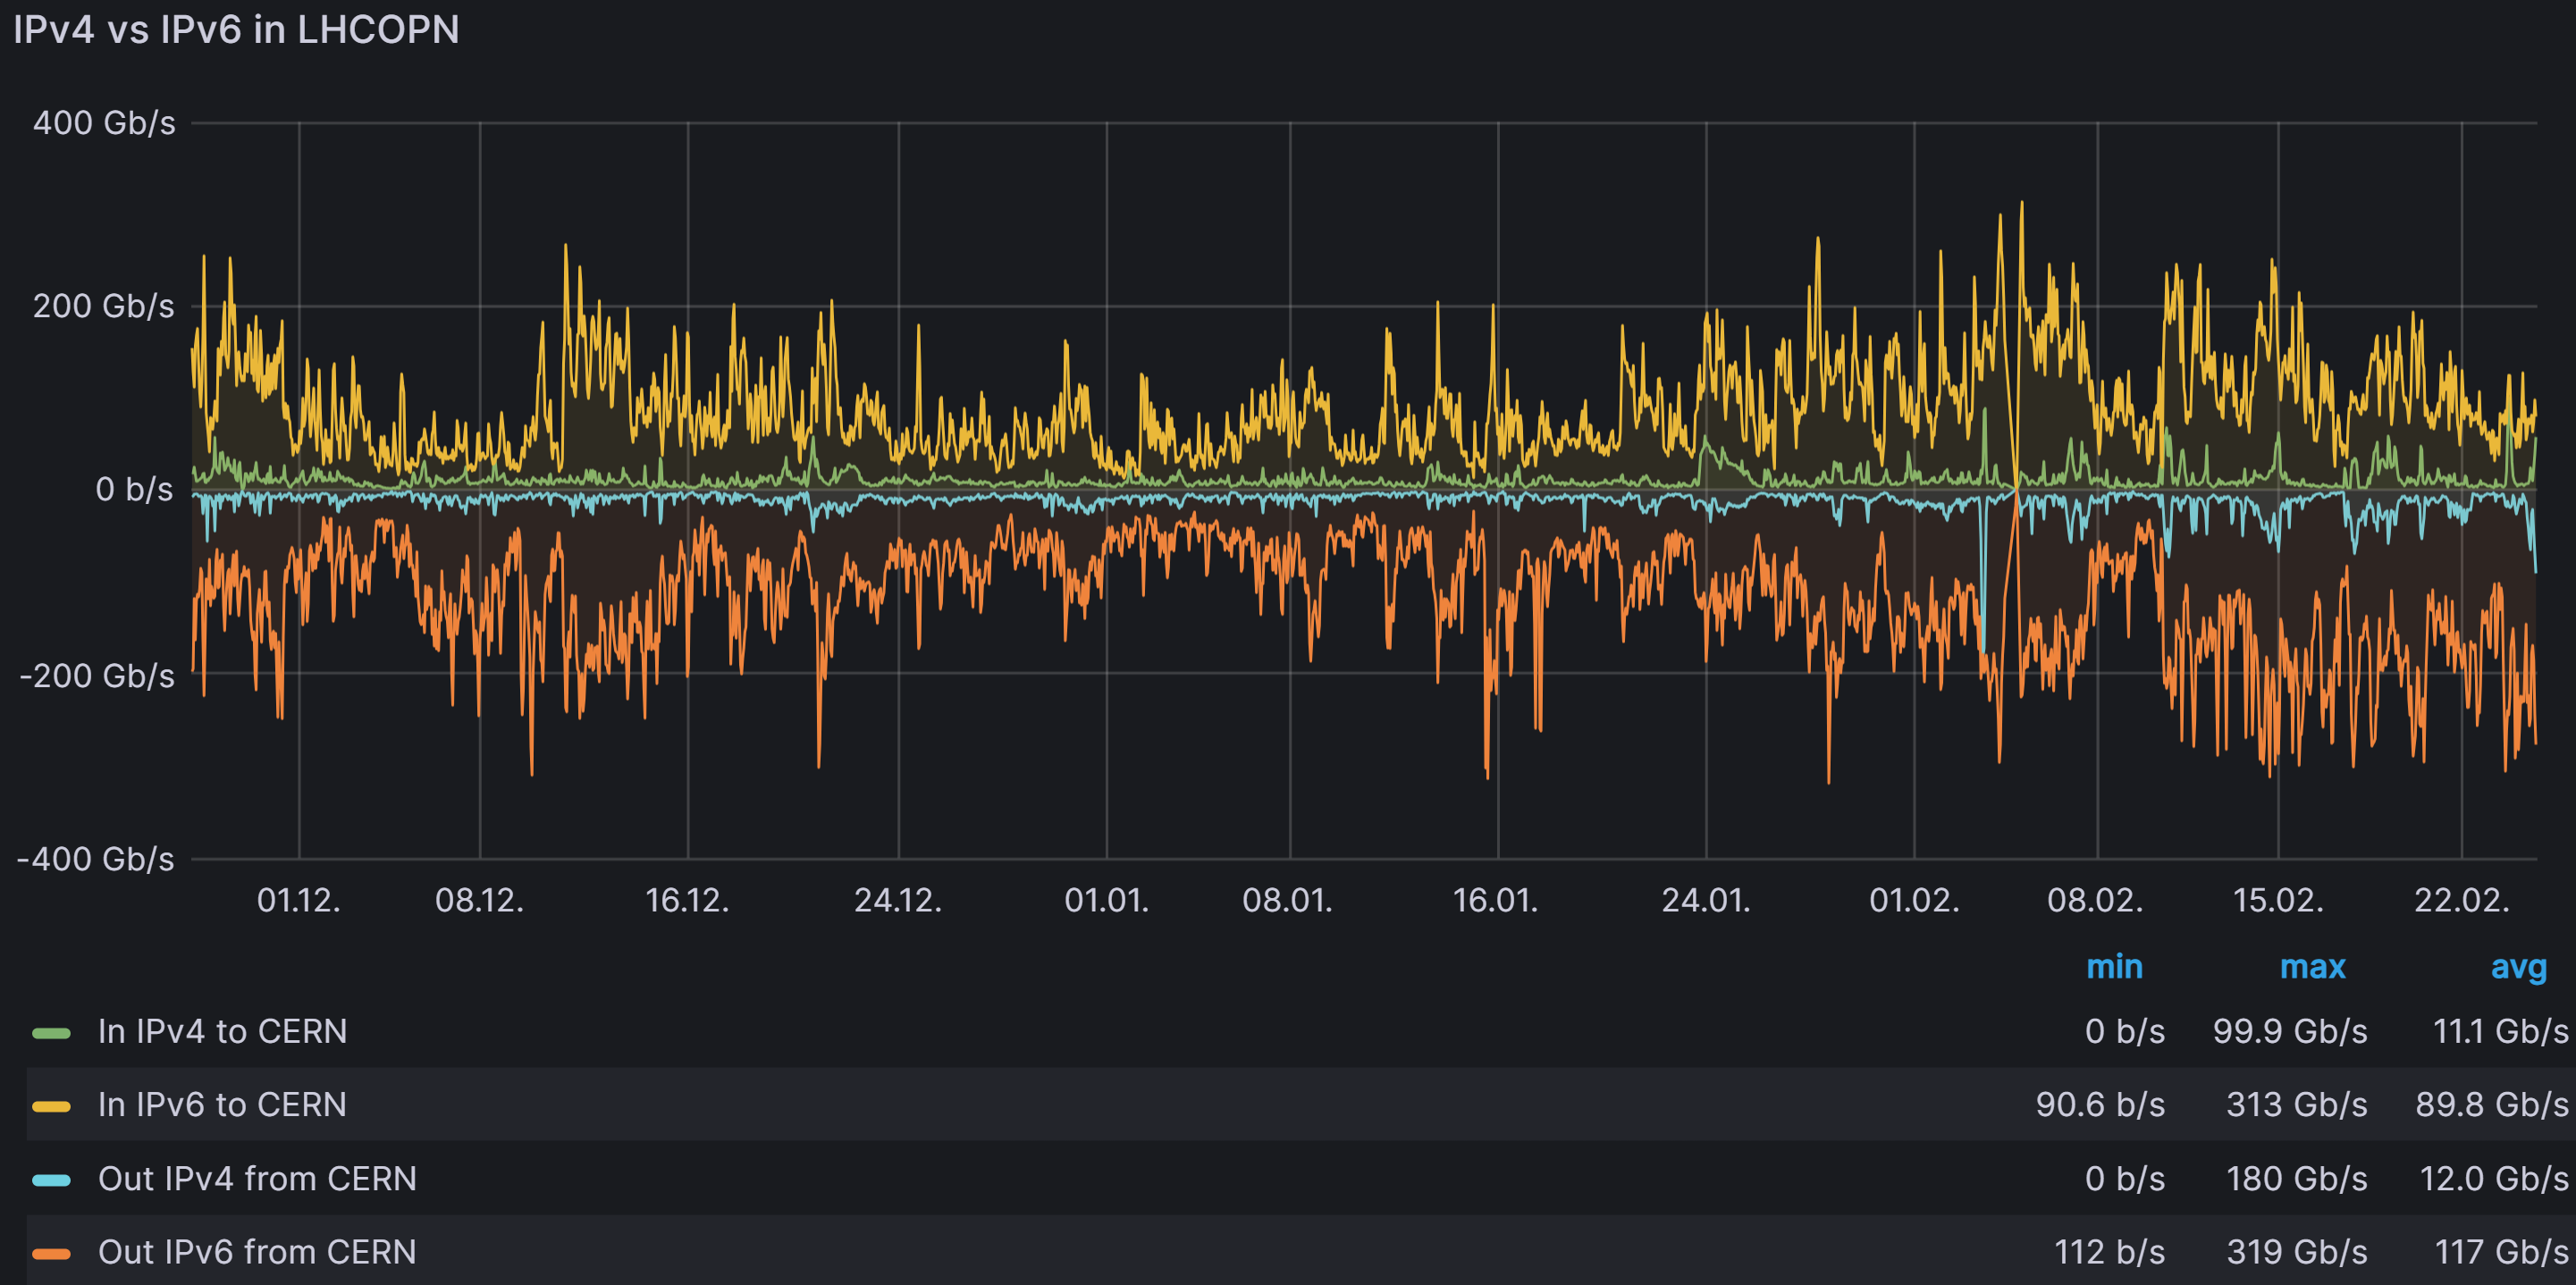 IPv4 vs IPv6 in LHCOPN
400 Gb/s
200 Gb/s
0 b/s
-200 Gb/s
-400 Gb/s
01.12. 08.12. 16.12. 24.12. 01.01. 08.01. 16.01. 24.01. 01.02. 08.02. 15.02. 22.02.
min max avg
In IPv4 to CERN 0 b/s 99.9 Gb/s 11.1 Gb/s
In IPv6 to CERN 90.6 b/s 313 Gb/s 89.8 Gb/s
Out IPv4 from CERN 0 b/s 180 Gb/s 12.0 Gb/s
Out IPv6 from CERN 112 b/s 319 Gb/s 117 Gb/s